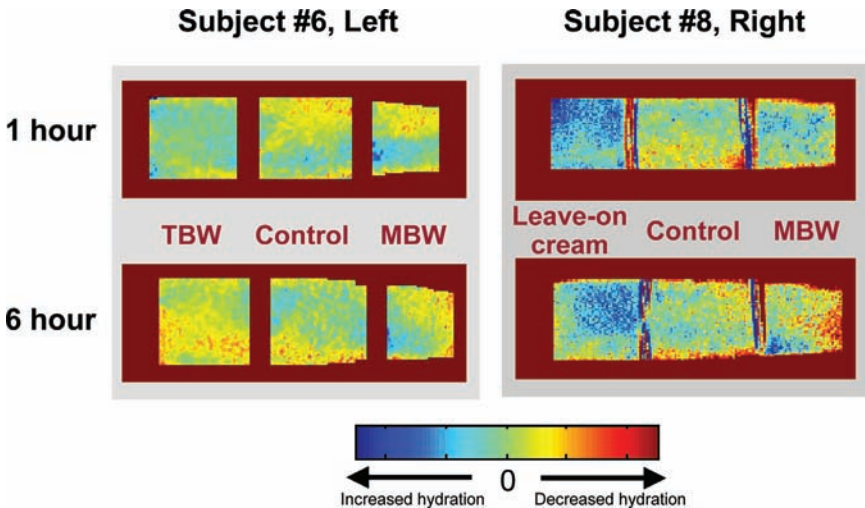 Subject #6, Left
Subject #8, Right
1 hour
TBW Control MBW
Leave-on
cream Control MBW
6 hour
0
Increased hydration
Decreased hydration